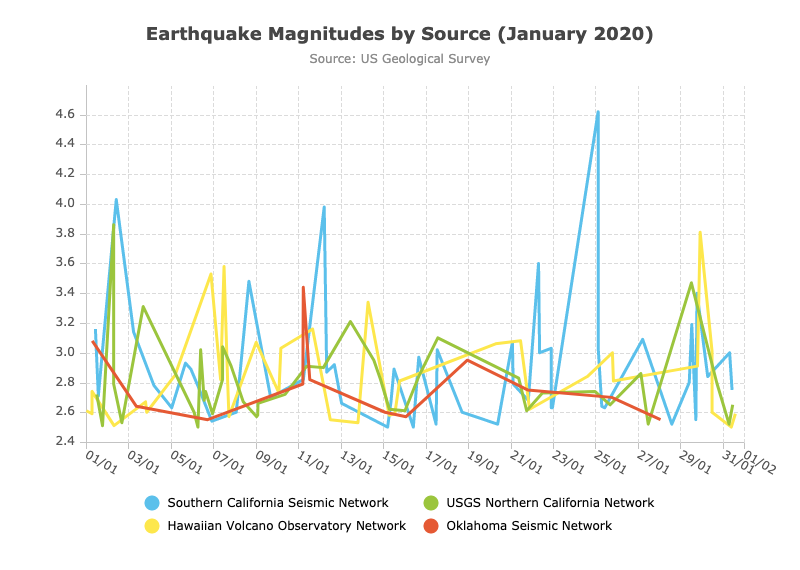 Earthquake Magnitudes by Source (January 2020)
Source: US Geological Survey
4.6
4.4
4.2
4.0
3.8
3.6
3.4
3.2
3.0
2.8
2.6
2.4
01/01 03/01 05/01 07/01 09/01 11/01 13/01 15/01 17/01 19/01 21/01 23/01 25/01 27/01 29/01 31/01 01/02
Southern California Seismic Network USGS Northern California Network
Hawaiian Volcano Observatory Network Oklahoma Seismic Network